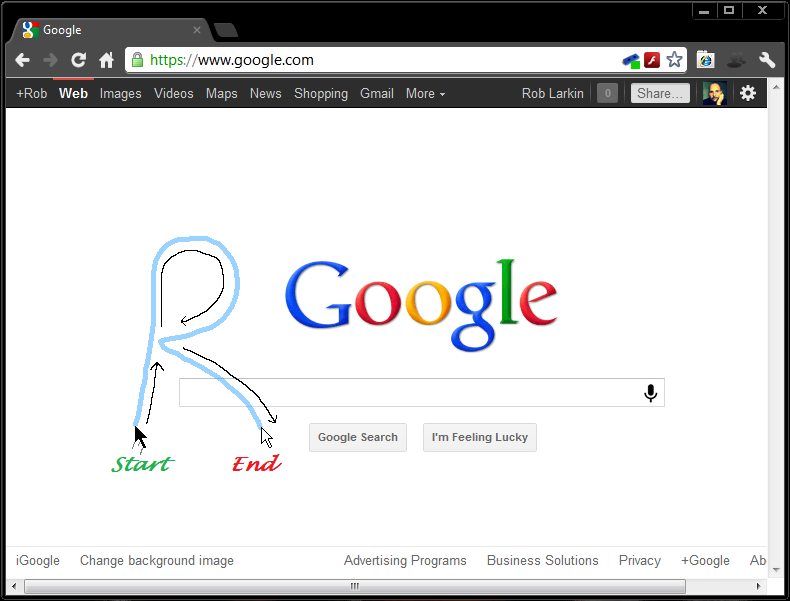 Google
https://www.google.com
+Rob Web Images Videos Maps News Shopping Gmail More Rob Larkin 0 Share...
R
Google
Google Search I'm Feeling Lucky
Start End
iGoogle Change background image Advertising Programs Business Solutions Privacy +Google Ab